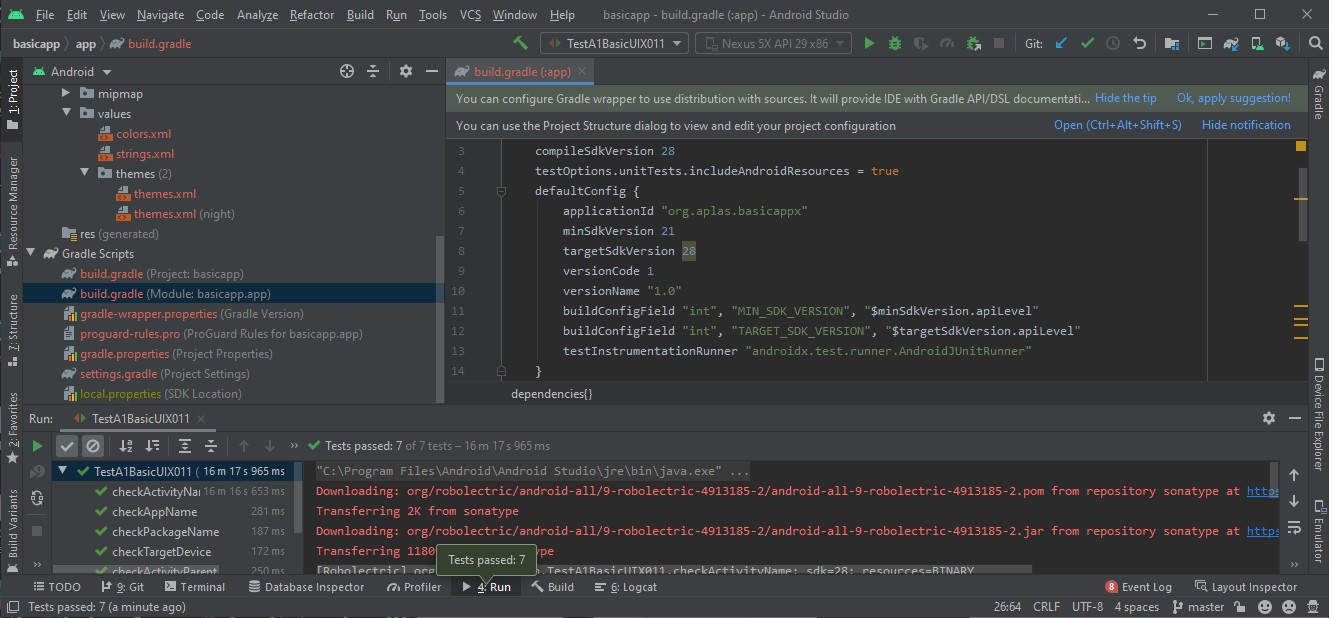 File Edit View Navigate Code Analyze Refactor Build Run Tools VCS Window Help basicapp - build.gradle (:app) - Android Studio
basicapp app build.gradle TestA1BasicUIX011 Nexus 5X API 29 x86 Git:
1: Project
Resource Manager
7: Structure
2: Favorites
Build Variants
Android
mipmap
values
colors.xml
strings.xml
themes (2)
themes.xml
themes.xml (night)
res (generated)
Gradle Scripts
build.gradle (Project: basicapp)
build.gradle (Module: basicapp.app)
gradle-wrapper.properties (Gradle Version)
proguard-rules.pro (ProGuard Rules for basicapp.app)
gradle.properties (Project Properties)
settings.gradle (Project Settings)
local.properties (SDK Location)
build.gradle (:app)
You can configure Gradle wrapper to use distribution with sources. It will provide IDE with Gradle API/DSL documentati... Hide the tip Ok, apply suggestion!
You can use the Project Structure dialog to view and edit your project configuration Open (Ctrl+Alt+Shift+S) Hide notification
3 compileSdkVersion 28
4 testOptions.unitTests.includeAndroidResources = true
5 defaultConfig {
6 applicationId "org.aplas.basicappx"
7 minSdkVersion 21
8 targetSdkVersion 28
9 versionCode 1
10 versionName "1.0"
11 buildConfigField "int", "MIN_SDK_VERSION", "$minSdkVersion.apiLevel"
12 buildConfigField "int", "TARGET_SDK_VERSION", "$targetSdkVersion.apiLevel"
13 testInstrumentationRunner "androidx.test.runner.AndroidJUnitRunner"
14 }
dependencies{}
Gradle
Device File Explorer
Emulator
Run: TestA1BasicUIX011
Tests passed: 7 of 7 tests – 16 m 17 s 965 ms
TestA1BasicUIX011 ( 16 m 17 s 965 ms
checkActivityNa 16 m 16 s 653 ms
checkAppName 281 ms
checkPackageName 187 ms
checkTargetDevice 172 ms
checkActivityParent 250 ms
"C:\Program Files\Android\Android Studio\jre\bin\java.exe" ...
Downloading: org/robolectric/android-all/9-robolectric-4913185-2/android-all-9-robolectric-4913185-2.pom from repository sonatype at https
Transferring 2K from sonatype
Downloading: org/robolectric/android-all/9-robolectric-4913185-2/android-all-9-robolectric-4913185-2.jar from repository sonatype at https
Transferring 1180 ype
[Robolectric] org .TestA1BasicUIX011.checkActivityName: sdk=28; resources=BINARY
Tests passed: 7
TODO 9: Git Terminal Database Inspector Profiler 4: Run Build 6: Logcat 8 Event Log Layout Inspector
Tests passed: 7 (a minute ago) 26:64 CRLF UTF-8 4 spaces master